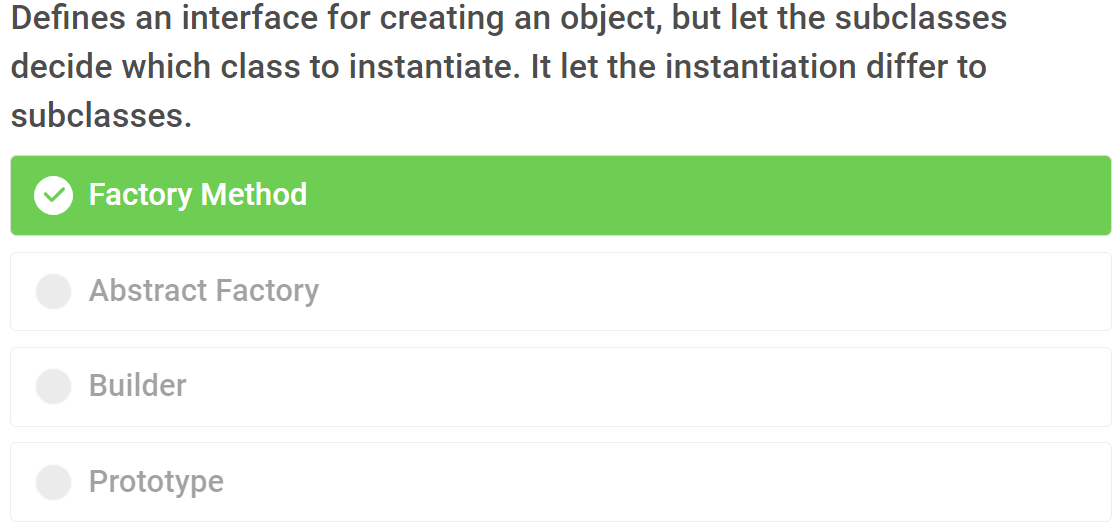 Defines an interface for creating an object, but let the subclasses
decide which class to instantiate. It let the instantiation differ to
subclasses.
Factory Method
Abstract Factory
Builder
Prototype